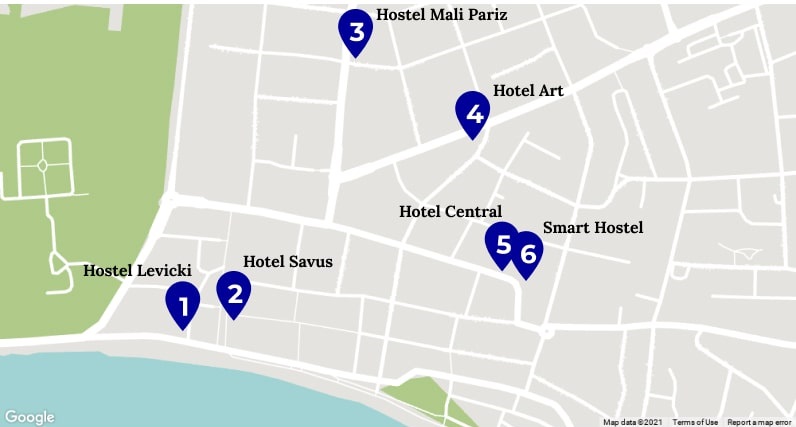 3
Hostel Mali Pariz
4
Hotel Art
Hotel Central
5
6
Smart Hostel
Hostel Levicki
1
Hotel Savus
2
Google
Map data ©2021 Terms of Use Report a map error